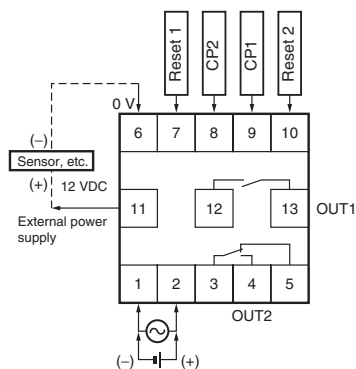 Reset 1
CP2
CP1
Reset 2
0 V
6 7 8 9 10
(–)
Sensor, etc.
(+)
12 VDC
External power
supply
11 12 13
OUT1
1 2 3 4 5
OUT2
(–) (+)